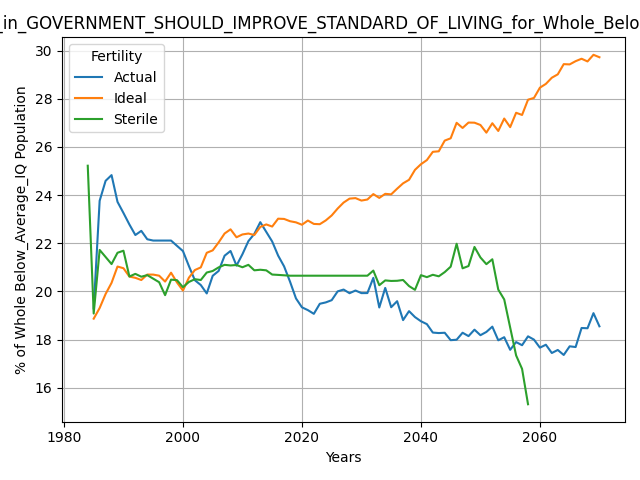 _in_GOVERNMENT_SHOULD_IMPROVE_STANDARD_OF_LIVING_for_Whole_Belo
Fertility
Actual
Ideal
Sterile
% of Whole Below_Average_IQ Population
30
28
26
24
22
20
18
16
1980 2000 2020 2040 2060
Years